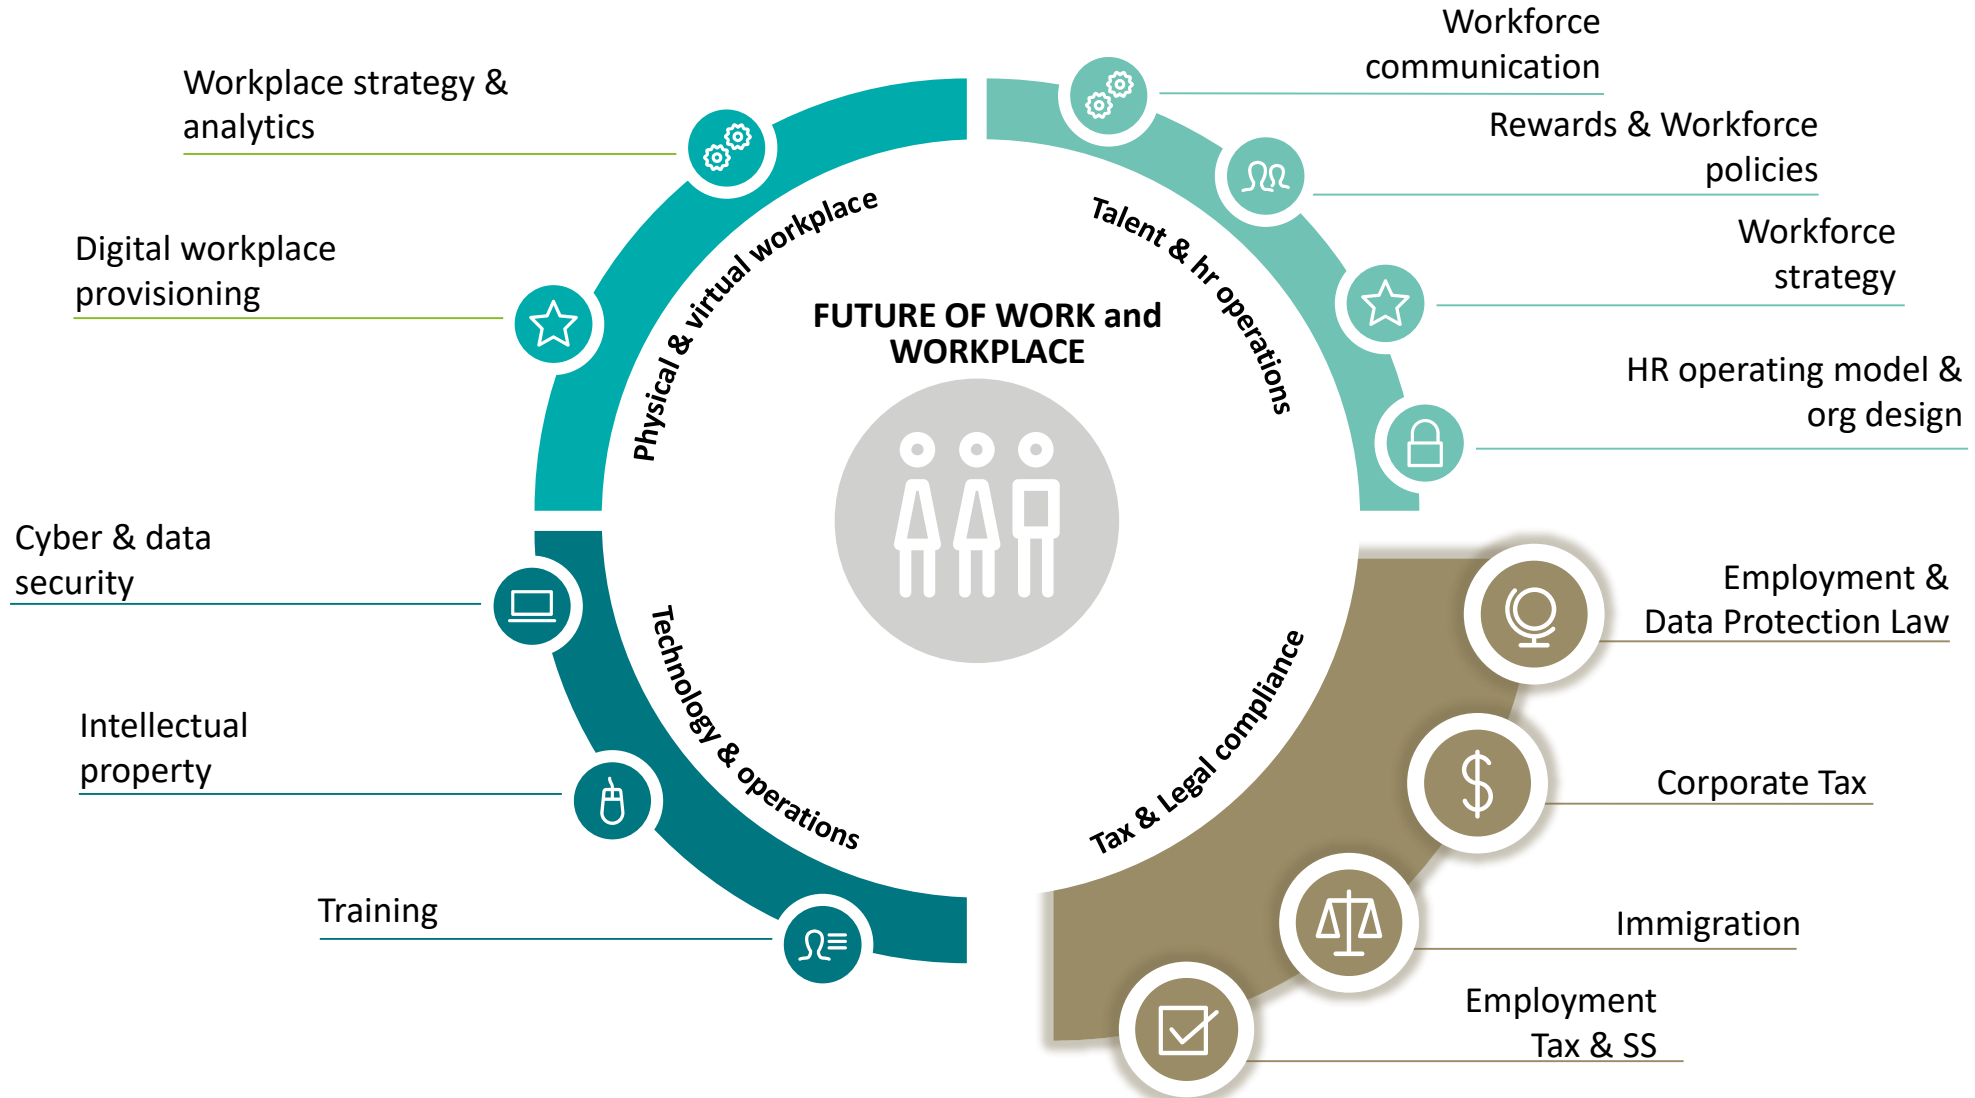 Workforce
communication
Workplace strategy &
analytics
Rewards & Workforce
policies
Physical & virtual workplace
Talent & hr operations
Digital workplace
provisioning
Workforce
strategy
FUTURE OF WORK and
WORKPLACE
HR operating model &
org design
Cyber & data
security
Employment &
Data Protection Law
Technology & operations
Tax & Legal compliance
Intellectual
property
Corporate Tax
Training
Immigration
Employment
Tax & SS